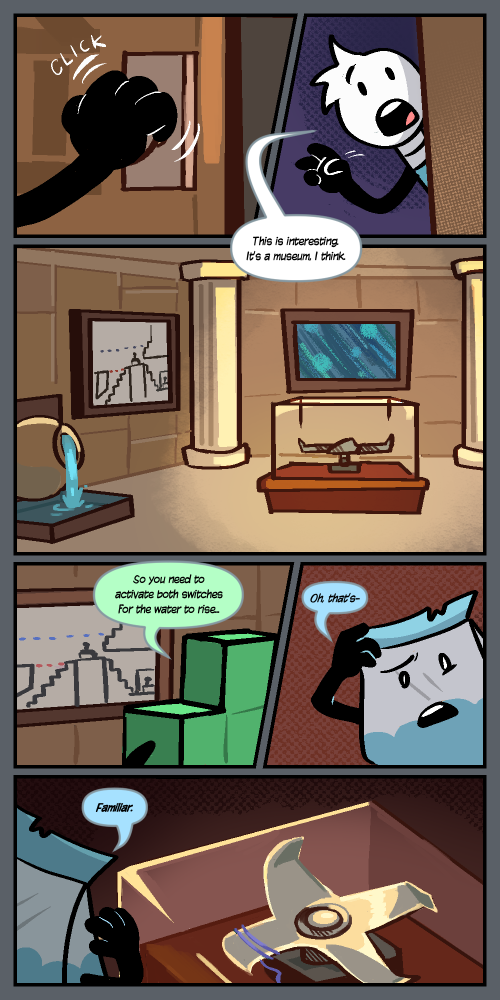 CLICK
This is interesting.
It's a museum, I think.
So you need to
activate both switches
For the water to rise...
Oh, that's-
Familiar.